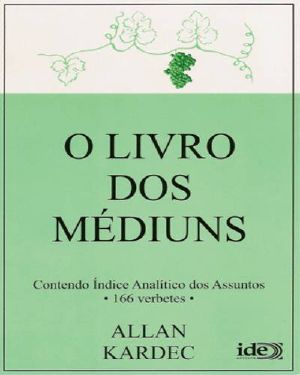 O LIVRO
DOS
MÉDIUNS
Contendo Índice Analítico dos Assuntos
• 166 verbetes •
ALLAN
KARDEC
ide